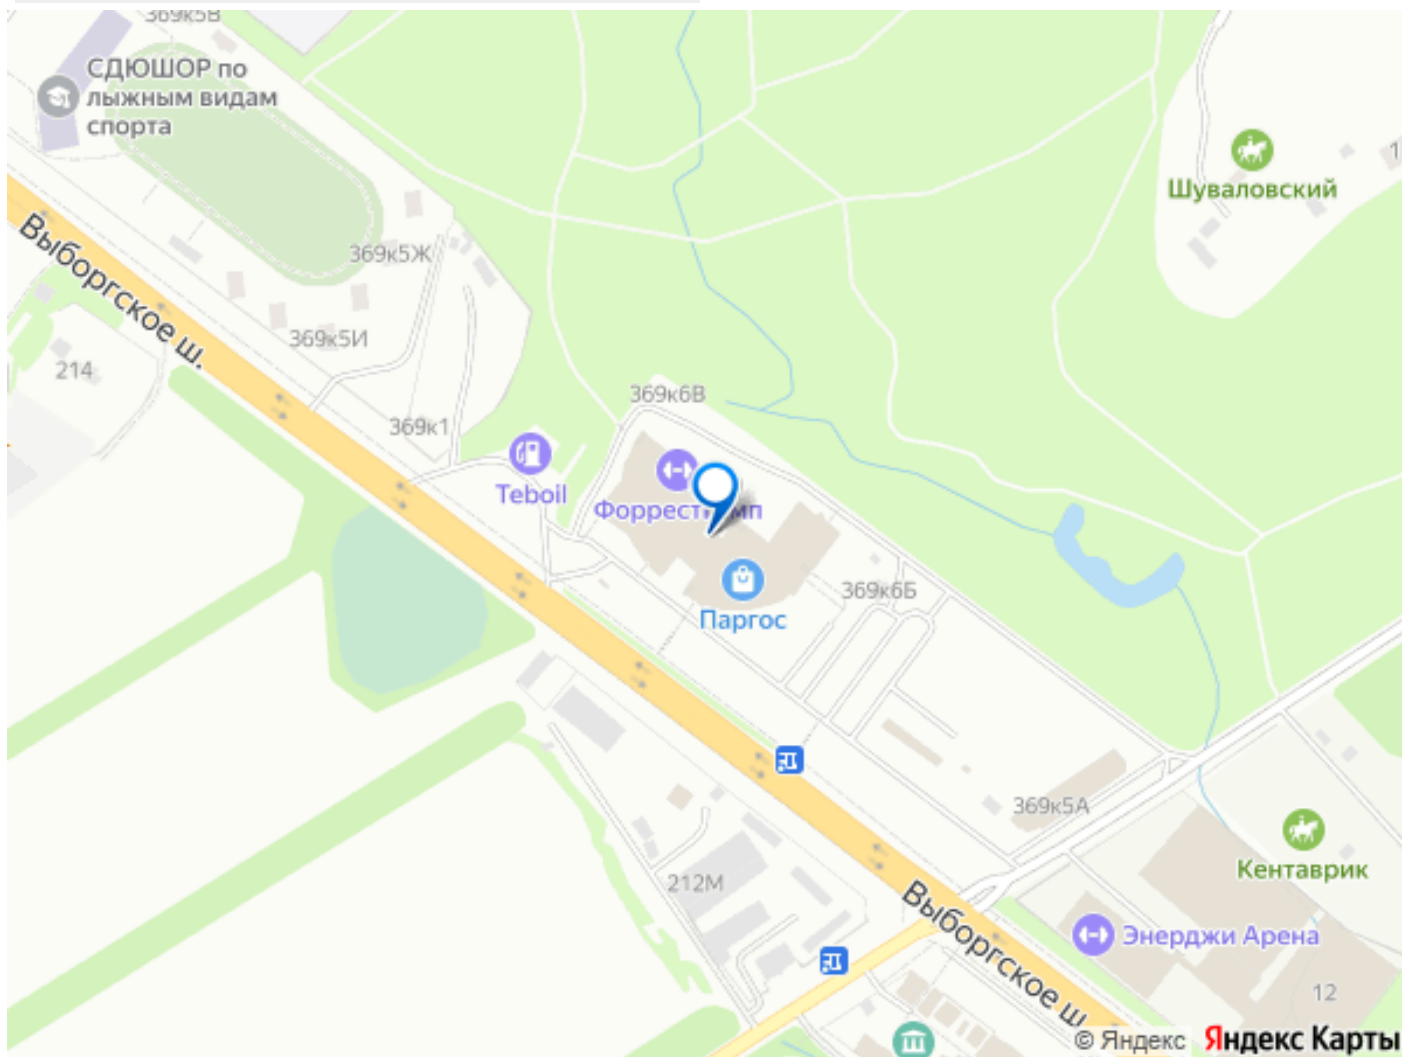 369к5В
СДЮШОР по
лыжным видам
спорта
Шуваловский
1
Выборгское ш.
369к5Ж
369к5И
214
369к6В
369к1
Teboil
Паргос
369к6Б
369к5А
212М
Кентаврик
Выборгское ш.
Энерджи Арена
12
© Яндекс
Яндекс Карты